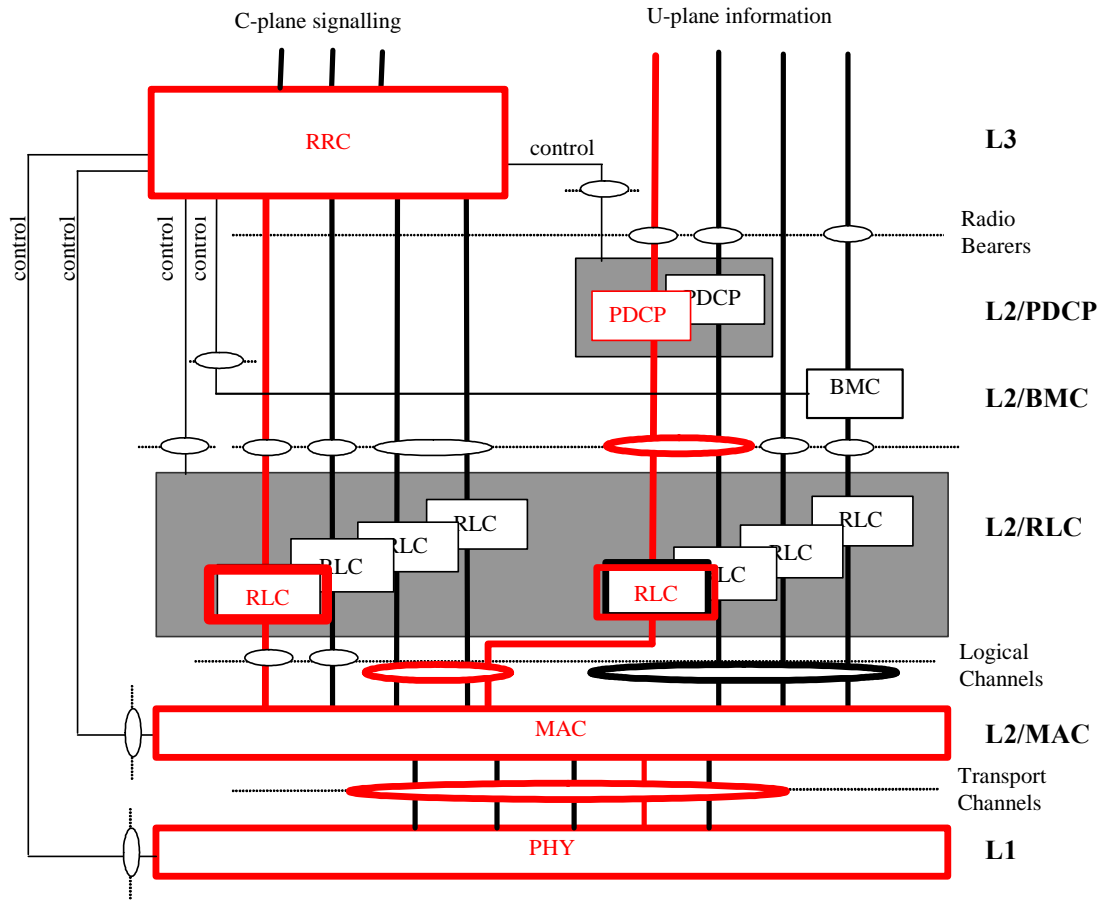 C-plane signalling
U-plane information
RRC
control
L3
control
control
control
control
Radio
Bearers
PDCP
PDCP
L2/PDCP
BMC
L2/BMC
RLC
RLC
RLC
RLC
L2/RLC
RLC
RLC
RLC
RLC
Logical
Channels
MAC
L2/MAC
Transport
Channels
PHY
L1